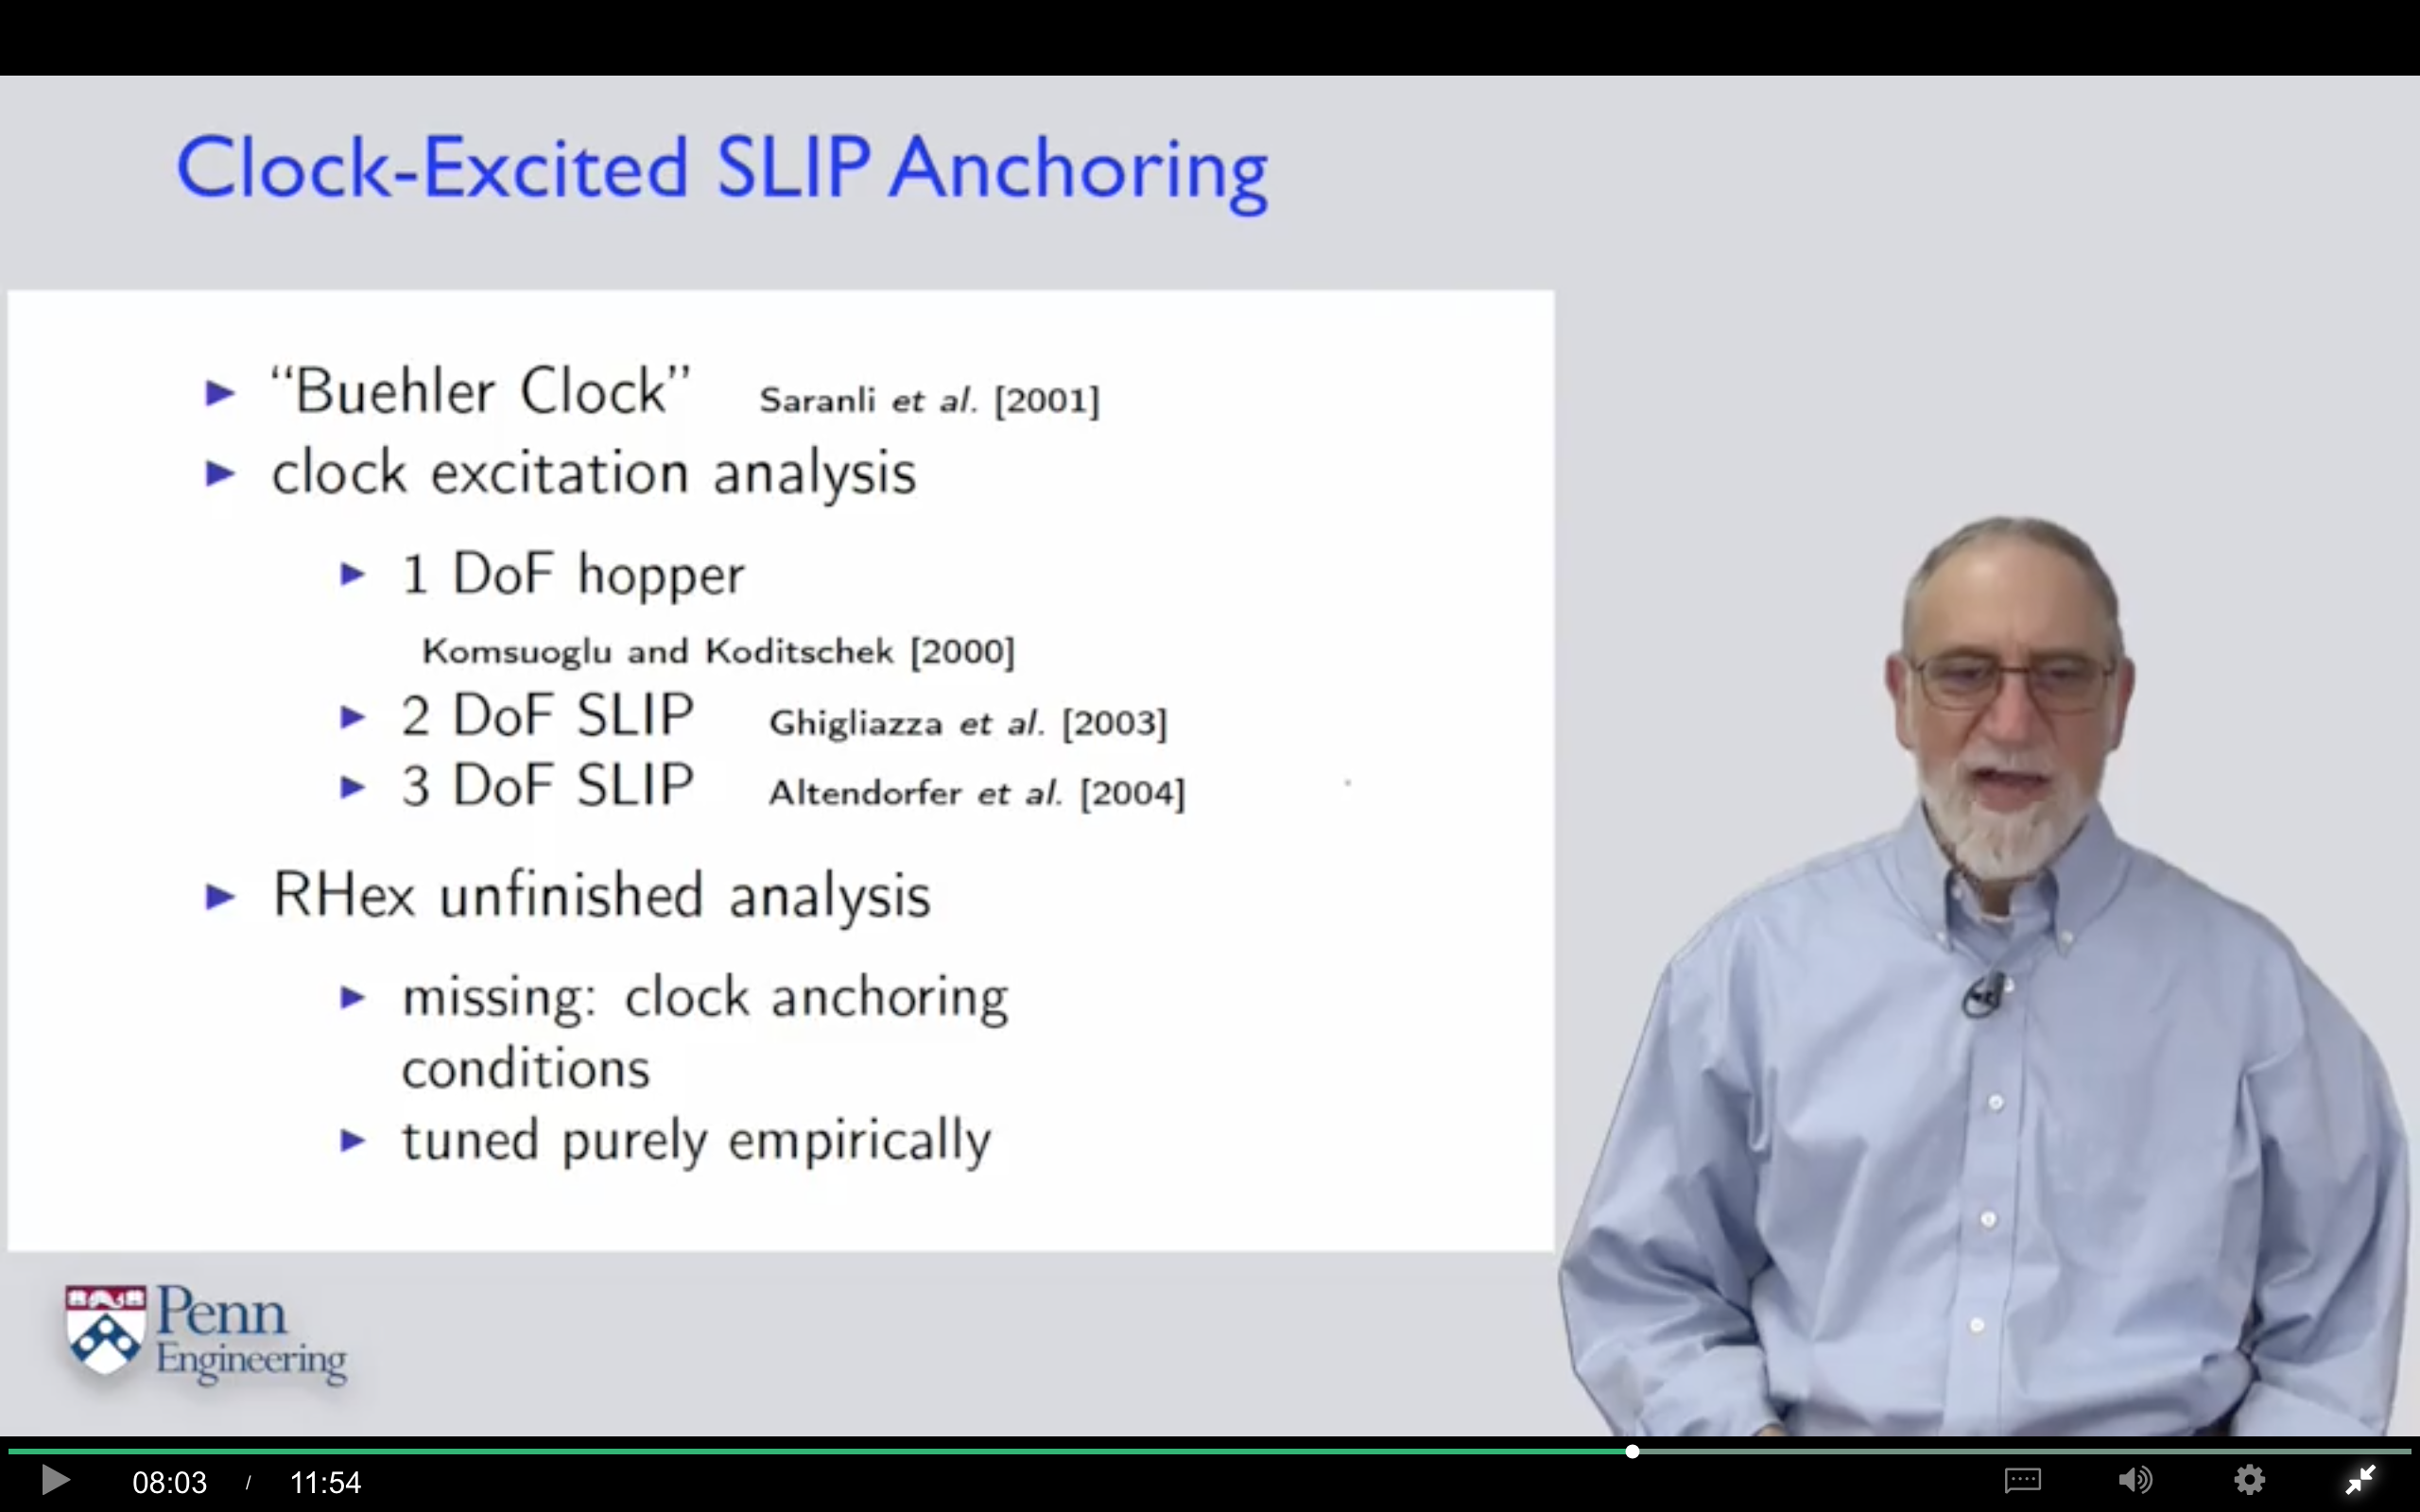 Clock-Excited SLIP Anchoring
“Buehler Clock” Saranli et al. [2001]
clock excitation analysis
1 DoF hopper
Komsuoglu and Koditschek [2000]
2 DoF SLIP Ghigliazza et al. [2003]
3 DoF SLIP Altendorfer et al. [2004]
RHex unfinished analysis
missing: clock anchoring
conditions
tuned purely empirically
Penn
Engineering
08:03 / 11:54